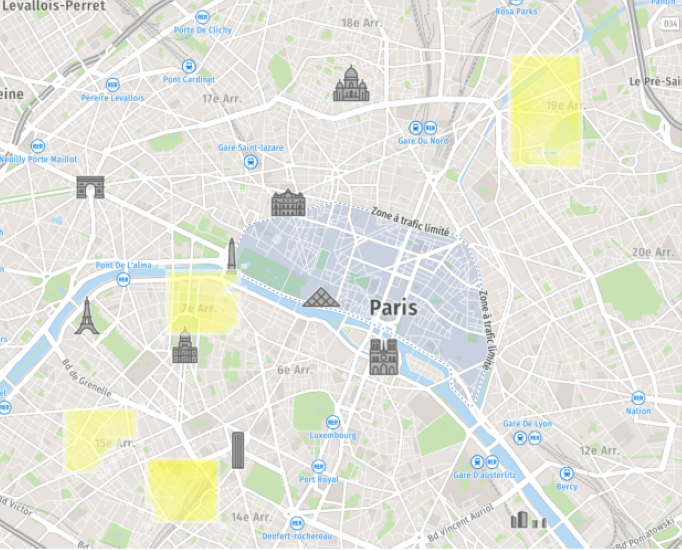 Levallois-Perret
Rosa Parks
Pantin
18e Arr.
Porte De Clichy
D34
Pont Cardinet
Le Pré-Sai
eine
Pereire Levallois
17e Arr.
19e Arr.
Gare Du Nord
Gare Saint-lazare
Neuilly Porte Maillot
Zone à trafic limité
20e Arr.
Pont De L'alma
Zone à trafic limité
7e Arr.
Paris
Bd de Grenelle
6e Arr.
Nation
Gare De Lyon
Luxembourg
15e Arr.
12e Arr.
Gare D'austerlitz
Port Royal
Bercy
Victor
14e Arr.
Bd Vincent Auriol
Denfert-rochereau
Bd Poniatowski